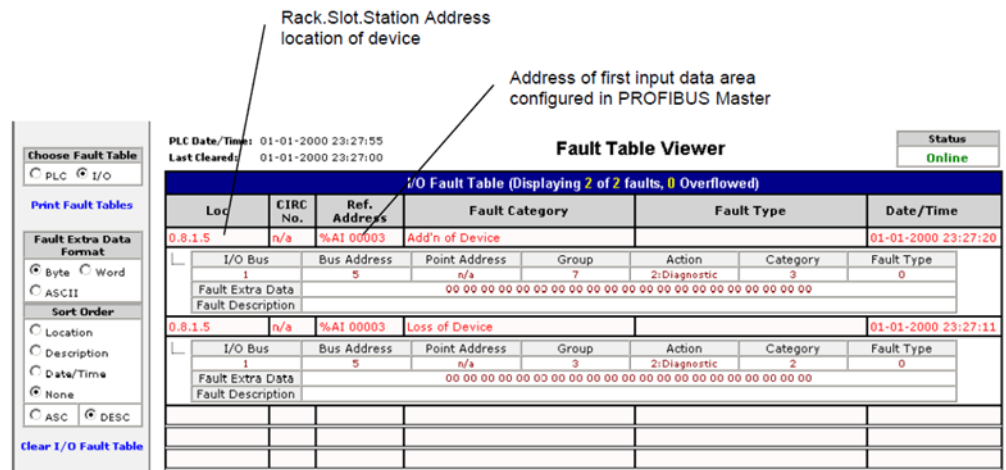 Rack.Slot.Station Address
location of device
Address of first input data area
configured in PROFIBUS Master
Choose Fault Table
PLC I/O
Print Fault Tables
Fault Extra Data
Format
Byte Word
ASCII
Sort Order
Location
Description
Date/Time
None
ASC DESC
Clear I/O Fault Table
PLC Date/Time: 01-01-2000 23:27:55
Last Cleared: 01-01-2000 23:27:00
Fault Table Viewer
Status
Online
I/O Fault Table (Displaying 2 of 2 faults, 0 Overflowed)
Loc CIRC No. Ref. Address Fault Category Fault Type Date/Time
0.8.1.5 n/a %AI 00003 Add'n of Device 01-01-2000 23:27:20
I/O Bus Bus Address Point Address Group Action Category Fault Type
1 5 n/a 7 2:Diagnostic 3 0
Fault Extra Data 00 00 00 00 00 00 00 00 00 00 00 00 00 00 00 00 00 00 00 00 00 00 00
Fault Description
0.8.1.5 n/a %AI 00003 Loss of Device 01-01-2000 23:27:11
I/O Bus Bus Address Point Address Group Action Category Fault Type
1 5 n/a 3 2:Diagnostic 2 0
Fault Extra Data 00 00 00 00 00 00 00 00 00 00 00 00 00 00 00 00 00 00 00 00 00 00 00
Fault Description